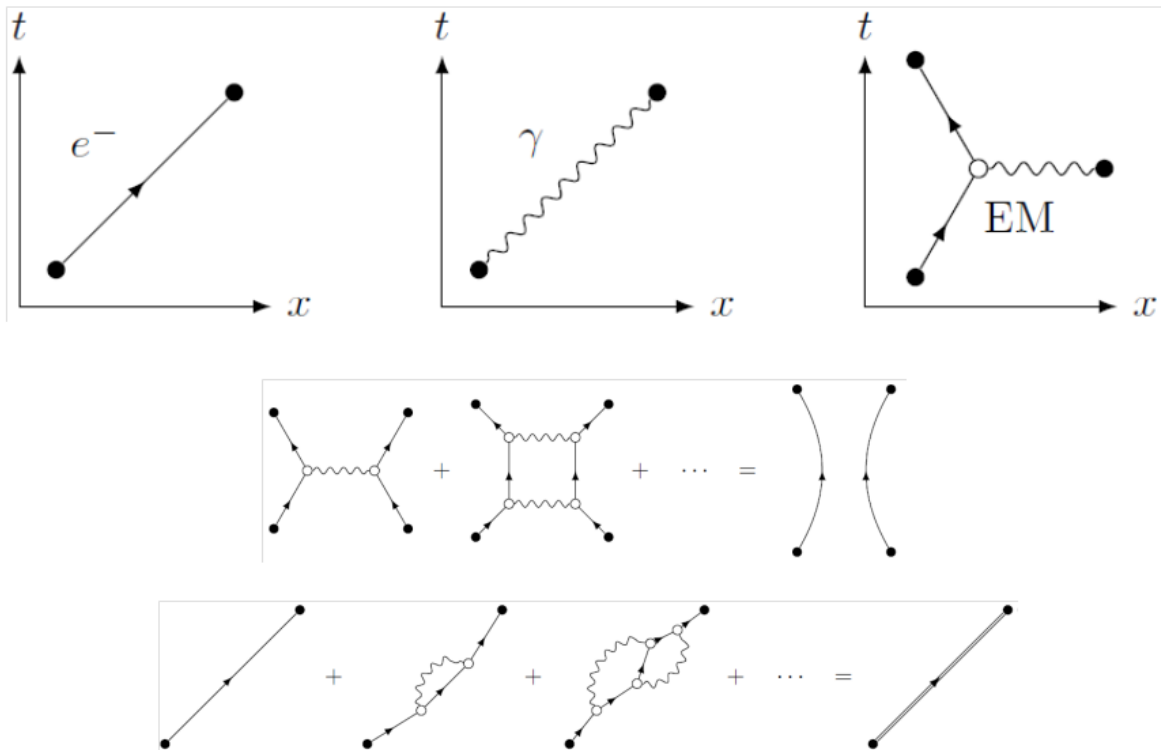 t t t
e⁻ γ
EM
x x x
+ + ⋯ =
+ + + ⋯ =